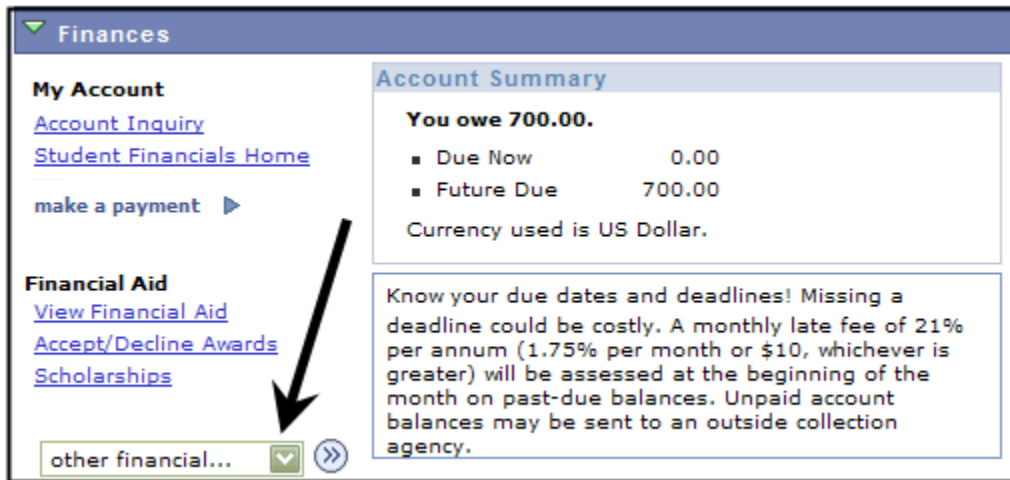 Finances
My Account
Account Inquiry
Student Financials Home
make a payment
Financial Aid
View Financial Aid
Accept/Decline Awards
Scholarships
other financial...
Account Summary
You owe 700.00.
Due Now 0.00
Future Due 700.00
Currency used is US Dollar.
Know your due dates and deadlines! Missing a
deadline could be costly. A monthly late fee of 21%
per annum (1.75% per month or $10, whichever is
greater) will be assessed at the beginning of the
month on past-due balances. Unpaid account
balances may be sent to an outside collection
agency.